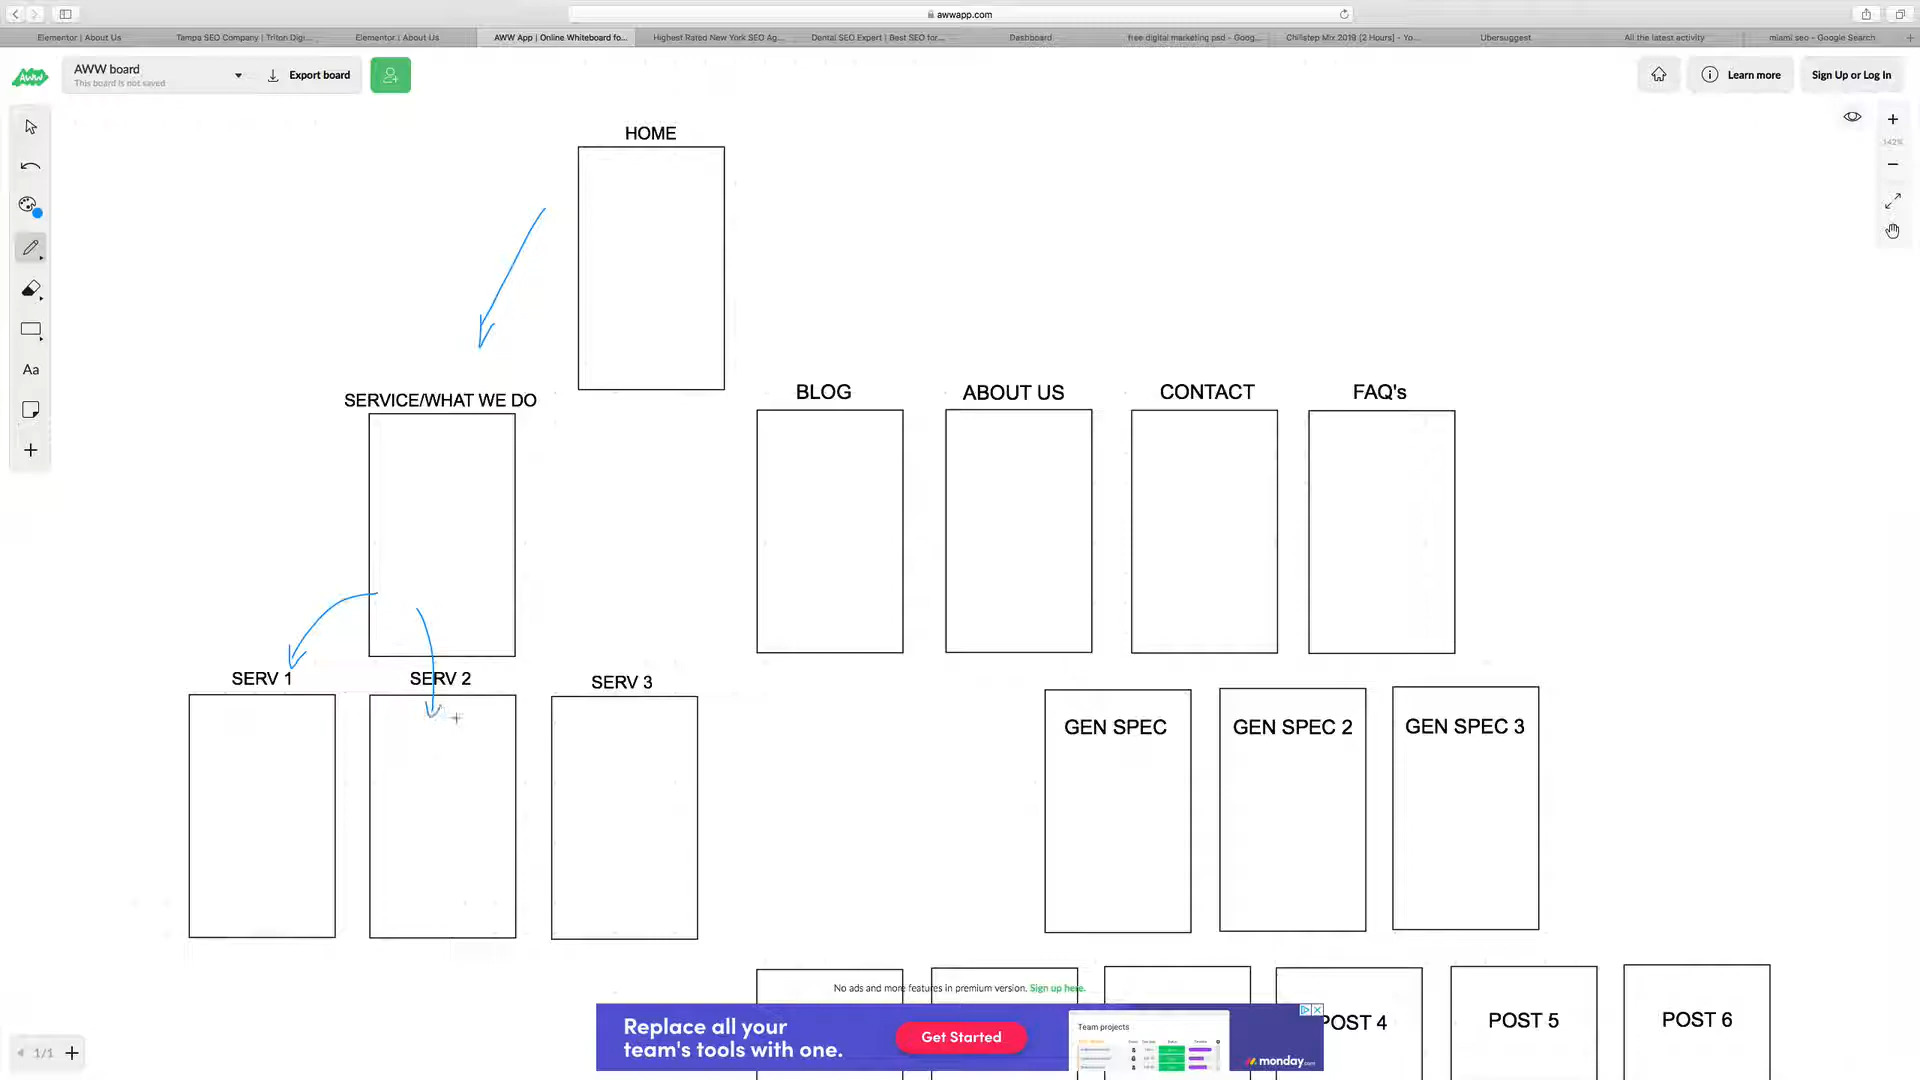 awwapp.com
Elementor | About Us
Tampa SEO Company | Triton Digi...
Elementor | About Us
AWW App | Online Whiteboard fo...
Highest Rated New York SEO Ag...
Dental SEO Expert | Best SEO for...
Dashboard
free digital marketing psd - Goog...
Chillstep Mix 2019 [2 Hours] - Yo...
Ubersuggest
All the latest activity
miami seo - Google Search
AWW
AWW board
This board is not saved
Export board
Learn more
Sign Up or Log In
142%
Aa
HOME
SERVICE/WHAT WE DO
BLOG
ABOUT US
CONTACT
FAQ's
SERV 1
SERV 2
SERV 3
GEN SPEC
GEN SPEC 2
GEN SPEC 3
No ads and more features in premium version. Sign up here.
POST 4
POST 5
POST 6
Replace all your
team's tools with one.
Get Started
Team projects
monday.com
1/1